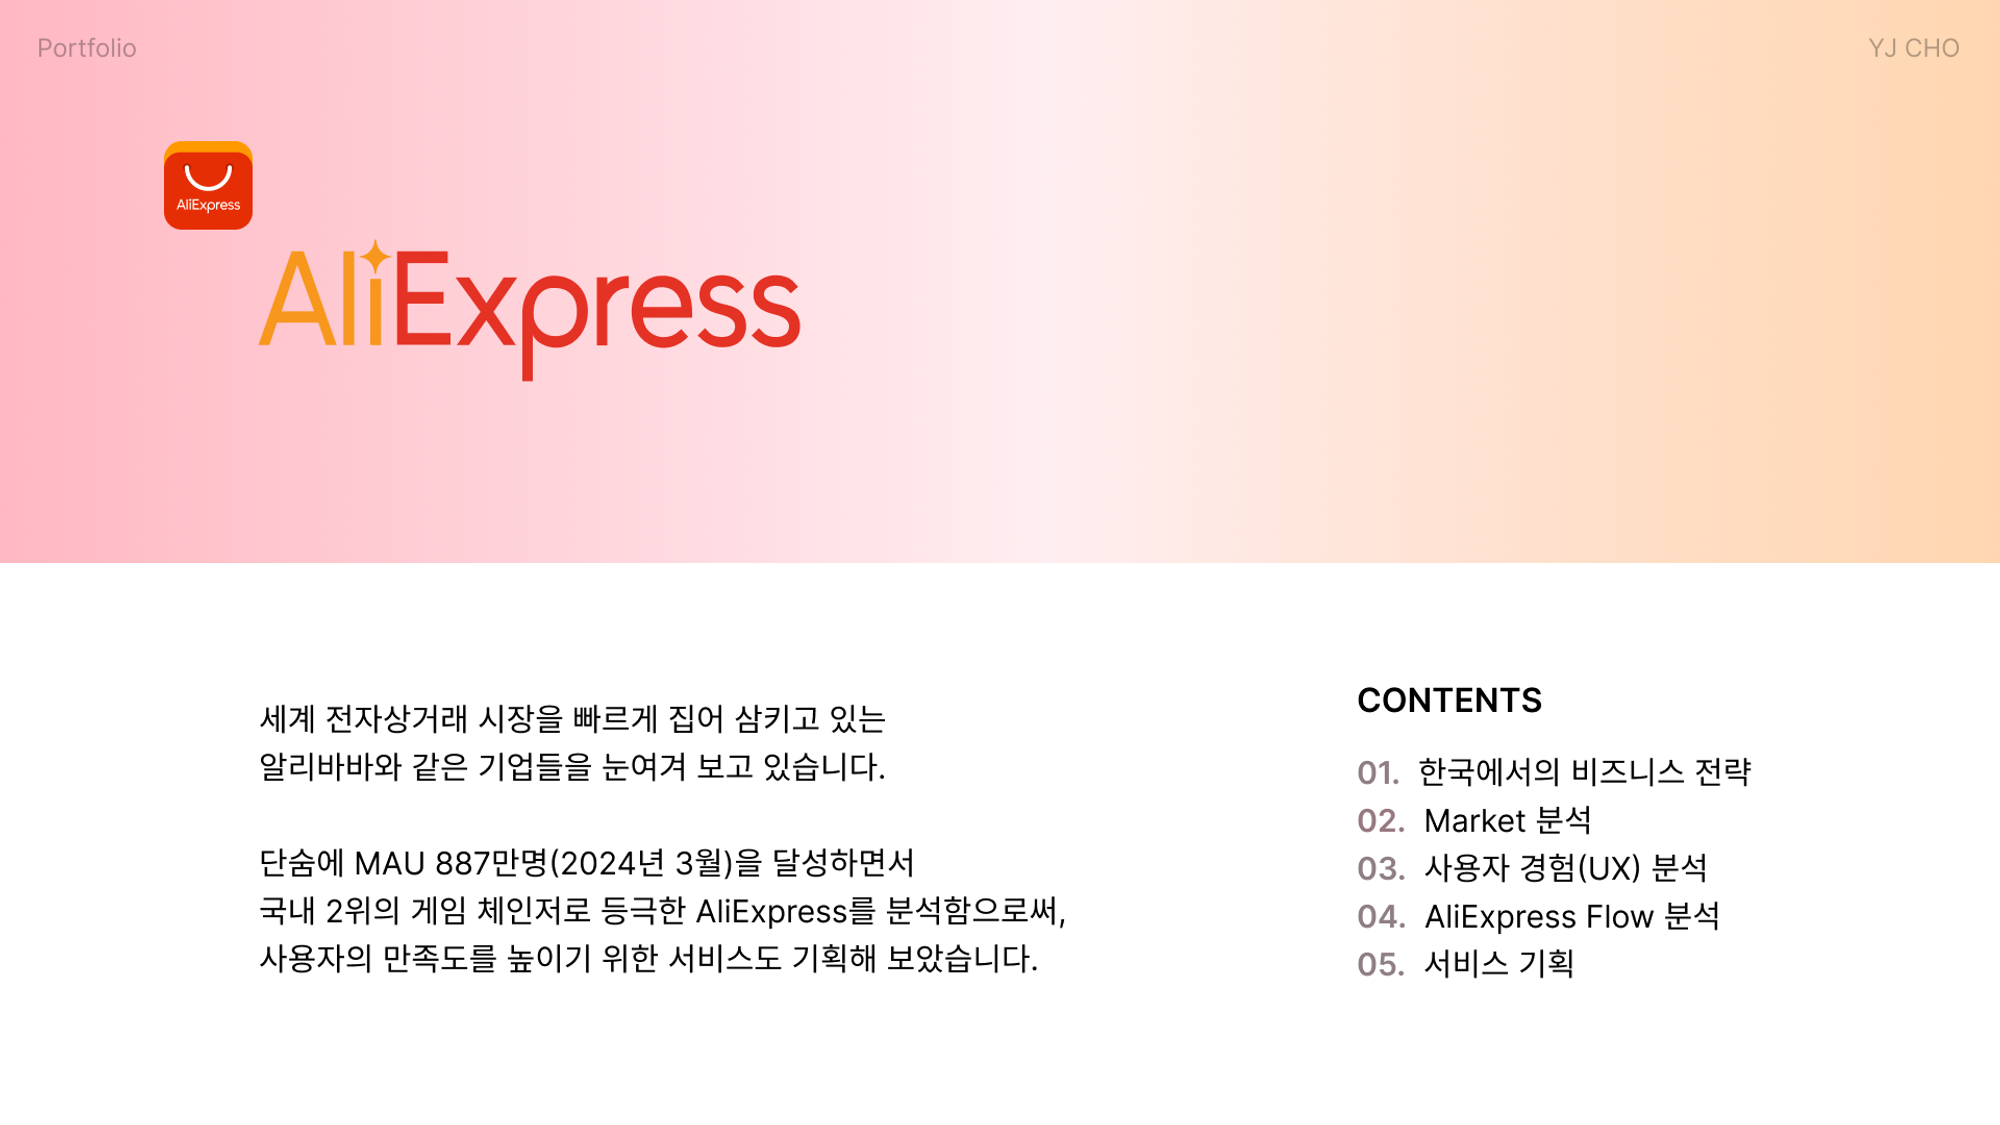 Portfolio
YJ CHO
AliExpress
AliExpress
세계 전자상거래 시장을 빠르게 집어 삼키고 있는
알리바바와 같은 기업들을 눈여겨 보고 있습니다.
단숨에 MAU 887만명(2024년 3월)을 달성하면서
국내 2위의 게임 체인저로 등극한 AliExpress를 분석함으로써,
사용자의 만족도를 높이기 위한 서비스도 기획해 보았습니다.
CONTENTS
01. 한국에서의 비즈니스 전략
02. Market 분석
03. 사용자 경험(UX) 분석
04. AliExpress Flow 분석
05. 서비스 기획